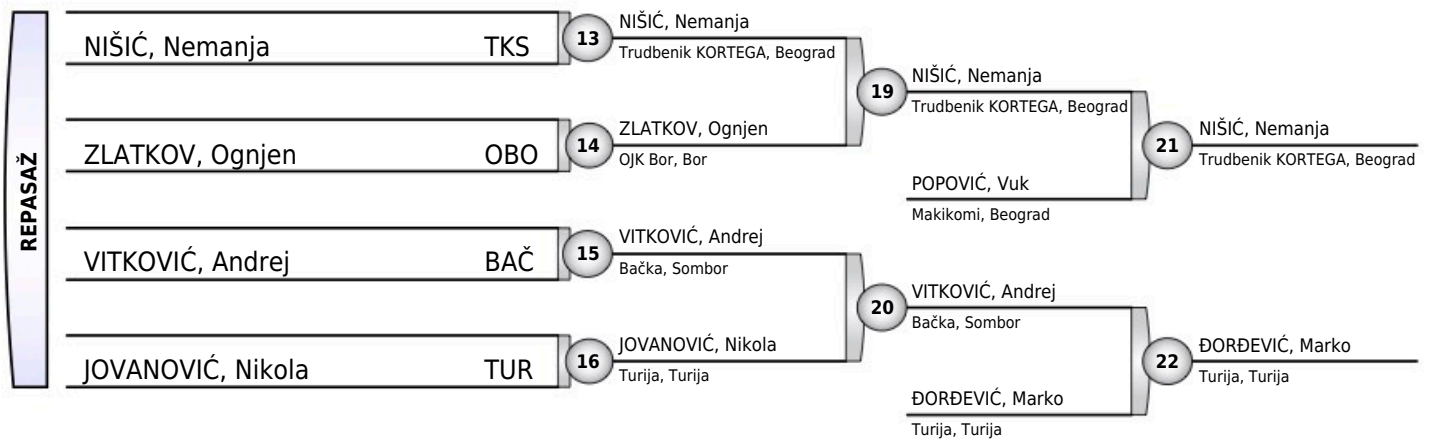 REPASAŽ
NIŠIĆ, Nemanja TKS
13
NIŠIĆ, Nemanja
Trudbenik KORTEGA, Beograd
ZLATKOV, Ognjen OBO
14
ZLATKOV, Ognjen
OJK Bor, Bor
19
NIŠIĆ, Nemanja
Trudbenik KORTEGA, Beograd
POPOVIĆ, Vuk
Makikomi, Beograd
21
NIŠIĆ, Nemanja
Trudbenik KORTEGA, Beograd
VITKOVIĆ, Andrej BAČ
15
VITKOVIĆ, Andrej
Bačka, Sombor
JOVANOVIĆ, Nikola TUR
16
JOVANOVIĆ, Nikola
Turija, Turija
20
VITKOVIĆ, Andrej
Bačka, Sombor
ĐORĐEVIĆ, Marko
Turija, Turija
22
ĐORĐEVIĆ, Marko
Turija, Turija